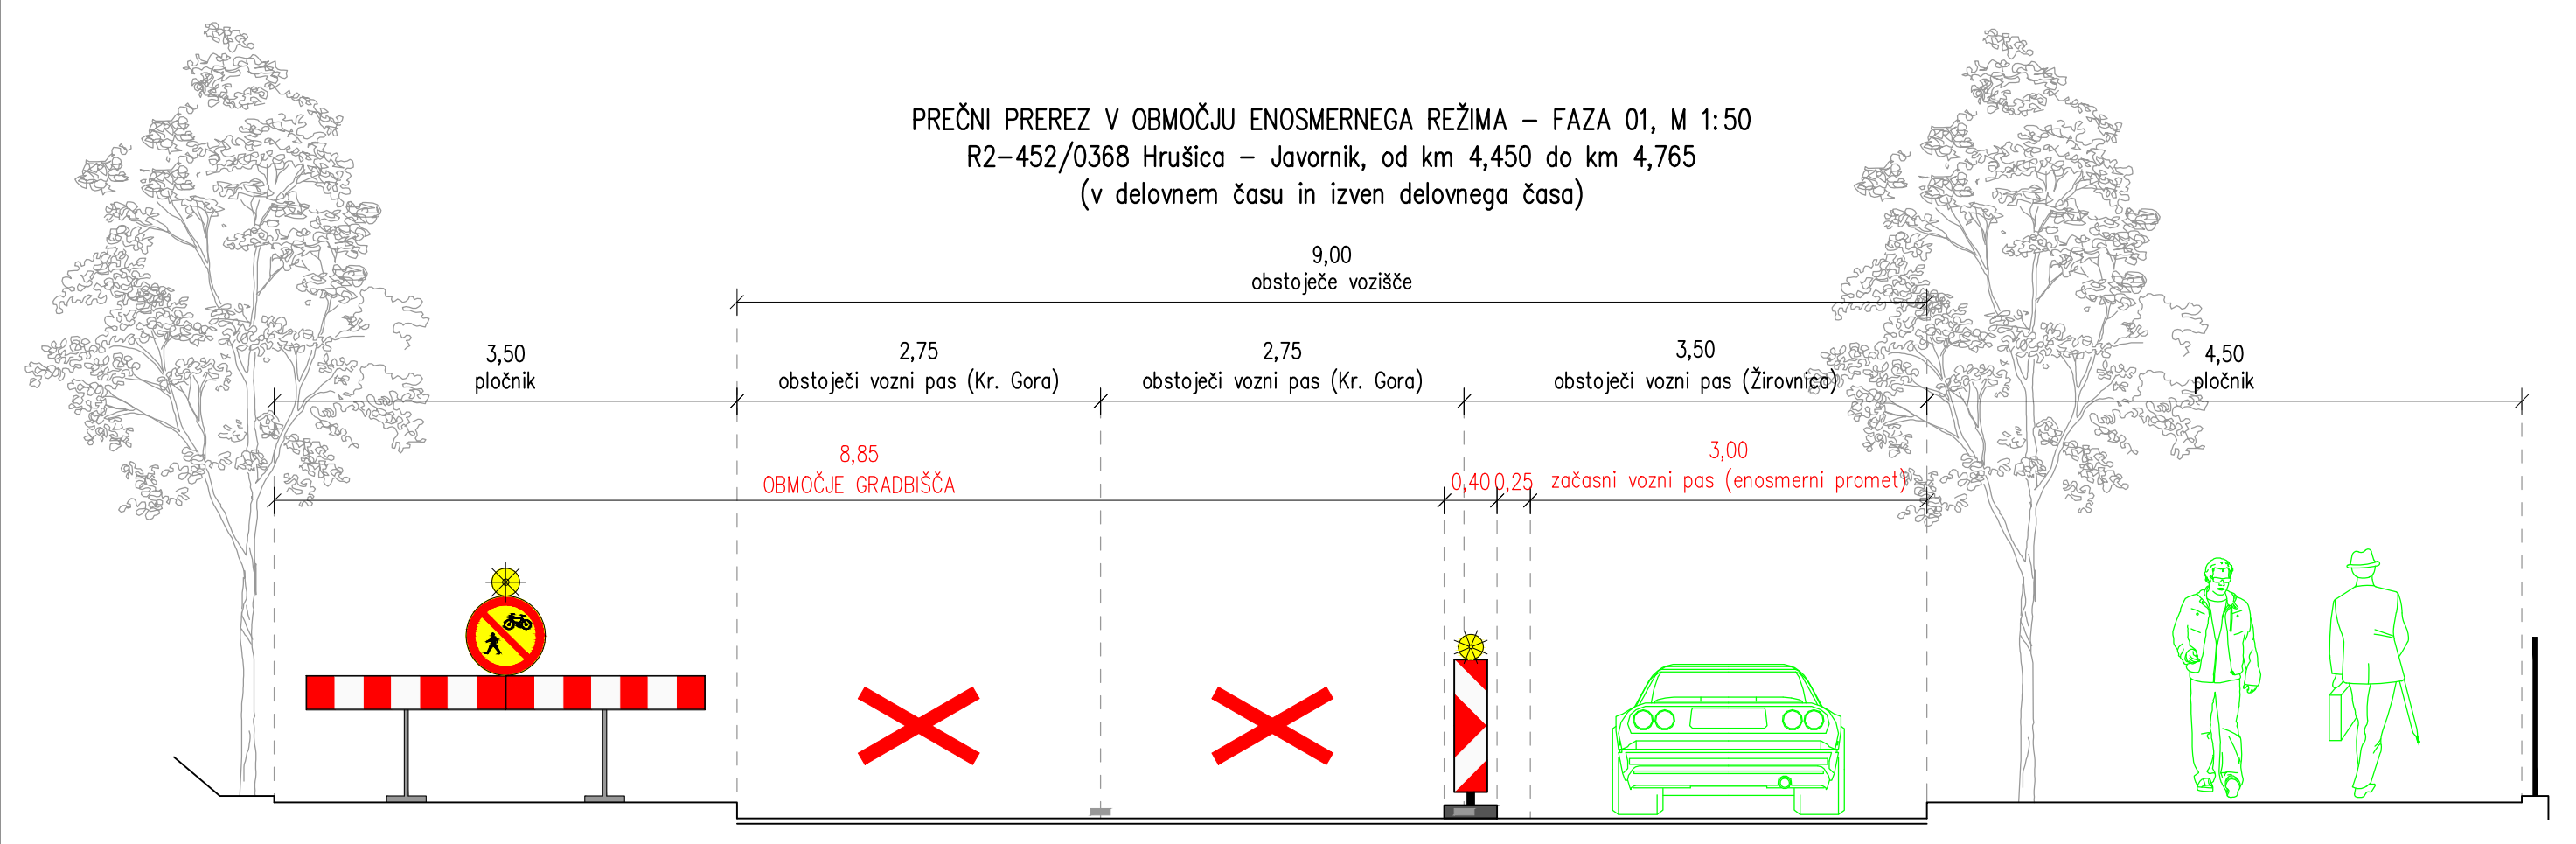 PREČNI PREREZ V OBMOČJU ENOSMERNEGA REŽIMA – FAZA 01, M 1:50
R2-452/0368 Hrušica – Javornik, od km 4,450 do km 4,765
(v delovnem času in izven delovnega časa)
9,00
obstoječe vozišče
3,50
pločnik
2,75
obstoječi vozni pas (Kr. Gora)
2,75
obstoječi vozni pas (Kr. Gora)
3,50
obstoječi vozni pas (Žirovnica)
4,50
pločnik
8,85
OBMOČJE GRADBIŠČA
0,40
0,25
3,00
začasni vozni pas (enosmerni promet)